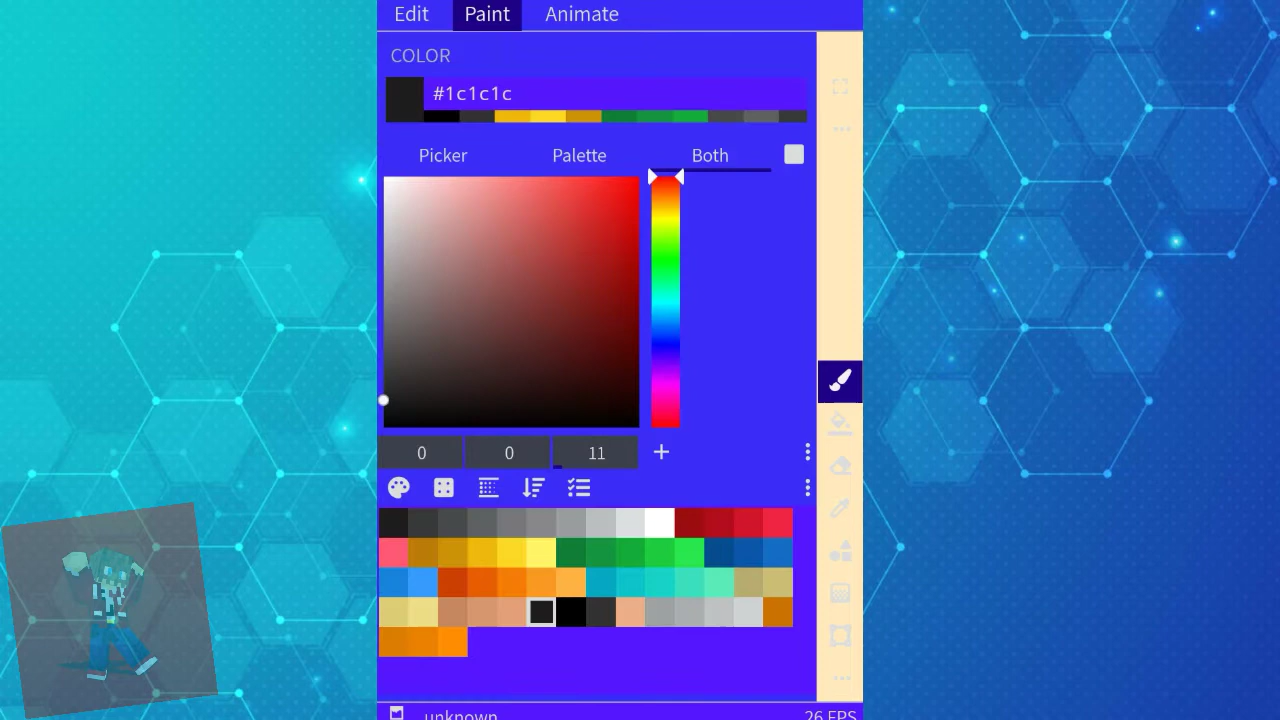 Edit Paint Animate
COLOR
#1c1c1c
Picker Palette Both
0 0 11
unknown 26 FPS